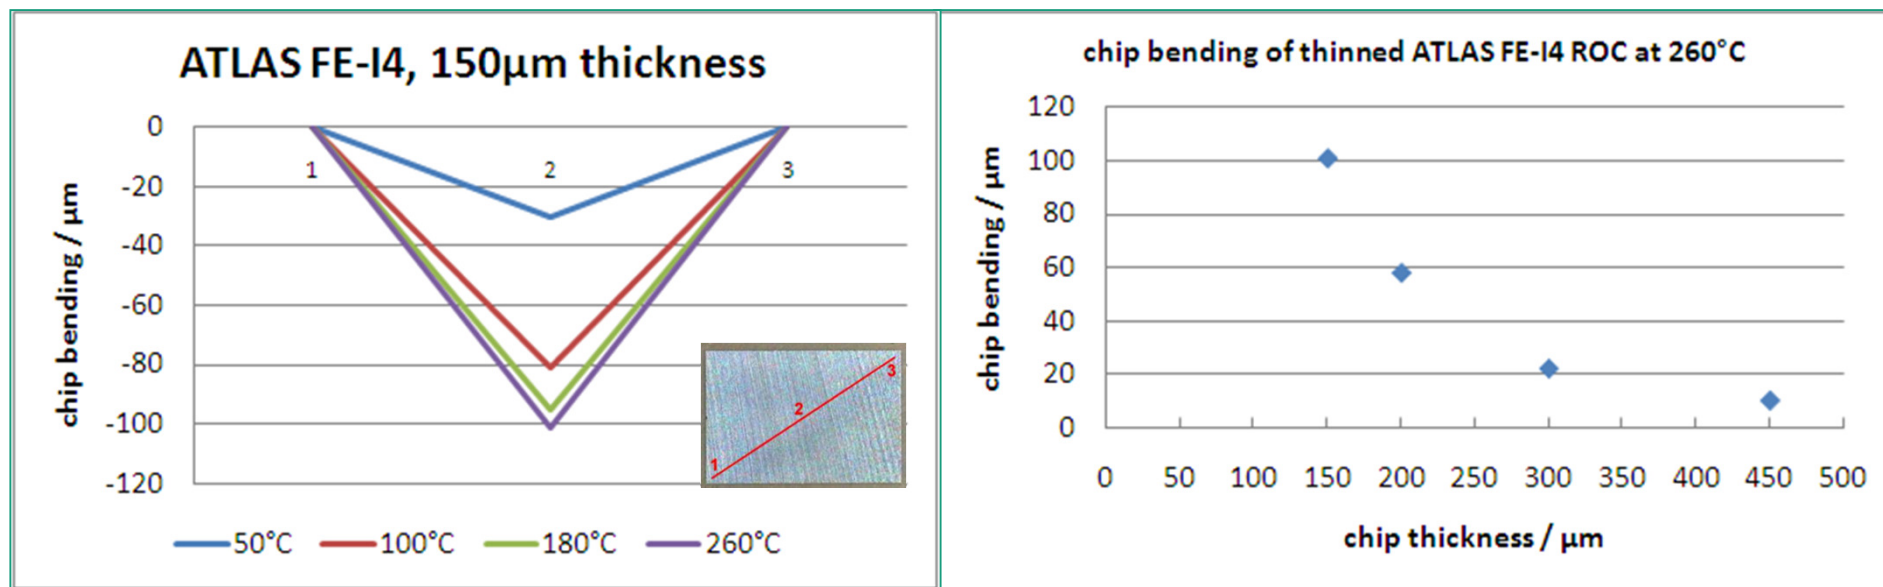 ATLAS FE-I4, 150µm thickness
chip bending / µm
0
-20
-40
-60
-80
-100
-120
1
2
3
1
2
3
50°C 100°C 180°C 260°C
chip bending of thinned ATLAS FE-I4 ROC at 260°C
chip bending / µm
120
100
80
60
40
20
0
0 50 100 150 200 250 300 350 400 450 500
chip thickness / µm